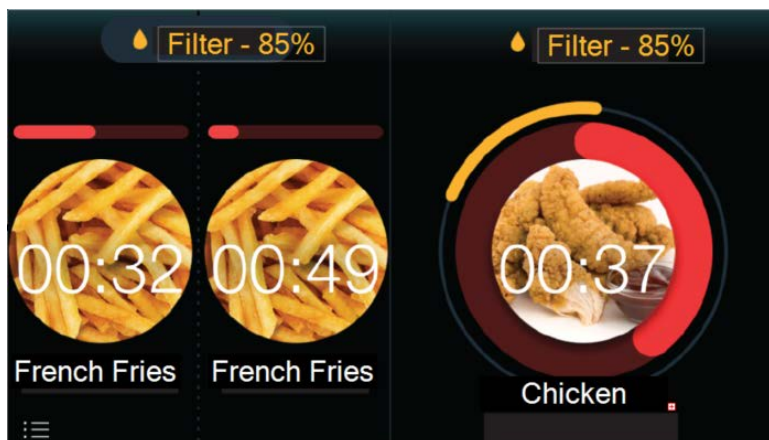 Filter - 85%
Filter - 85%
00:32
00:49
00:37
French Fries
French Fries
Chicken